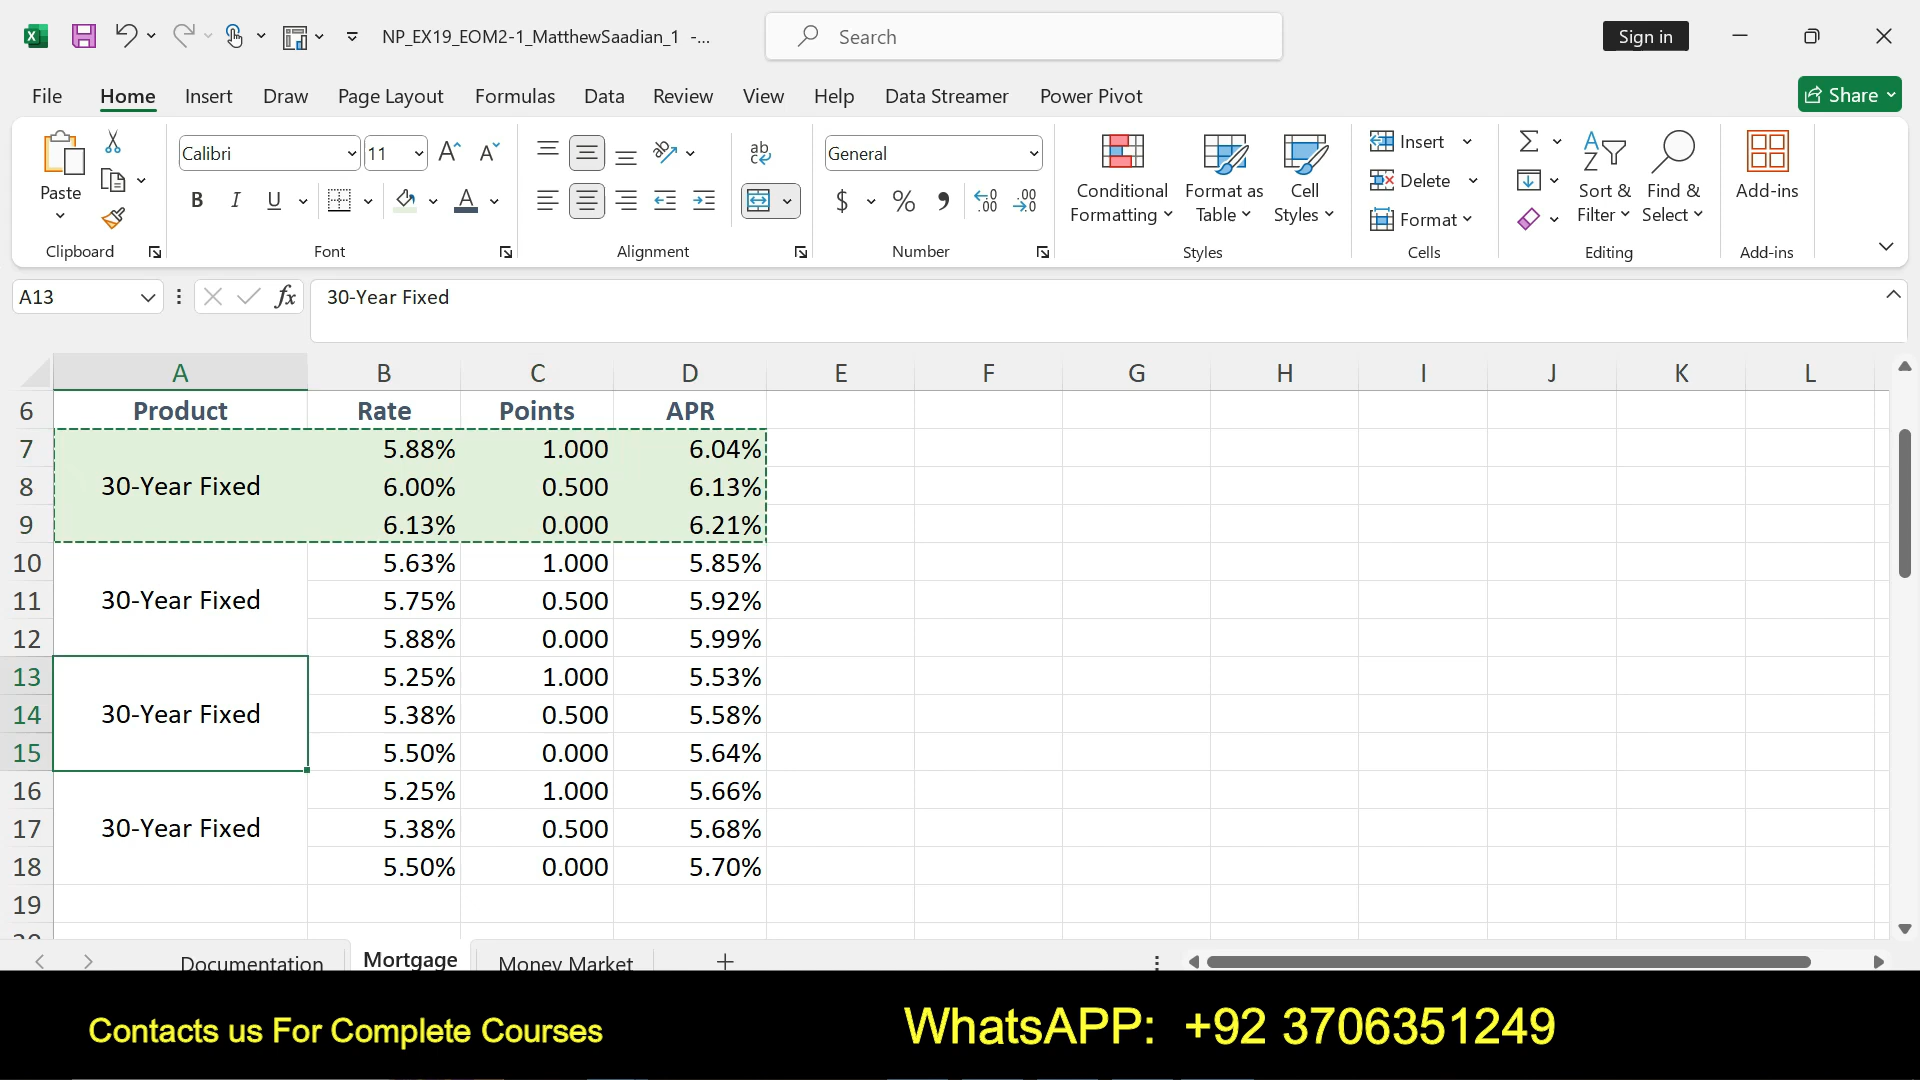 NP_EX19_EOM2-1_MatthewSaadian_1 -...
Search
Sign in
File Home Insert Draw Page Layout Formulas Data Review View Help Data Streamer Power Pivot
Share
Paste
Clipboard
Calibri 11
B I U A
Font
Alignment
General
$ % ,
Number
Conditional Formatting
Format as Table
Cell Styles
Styles
Insert
Delete
Format
Cells
Sort & Filter
Find & Select
Editing
Add-ins
Add-ins
A13 fx 30-Year Fixed
A B C D E F G H I J K L
6 Product Rate Points APR
7 5.88% 1.000 6.04%
8 30-Year Fixed 6.00% 0.500 6.13%
9 6.13% 0.000 6.21%
10 5.63% 1.000 5.85%
11 30-Year Fixed 5.75% 0.500 5.92%
12 5.88% 0.000 5.99%
13 5.25% 1.000 5.53%
14 30-Year Fixed 5.38% 0.500 5.58%
15 5.50% 0.000 5.64%
16 5.25% 1.000 5.66%
17 30-Year Fixed 5.38% 0.500 5.68%
18 5.50% 0.000 5.70%
19
Documentation Mortgage Money Market
Contacts us For Complete Courses
WhatsAPP: +92 3706351249